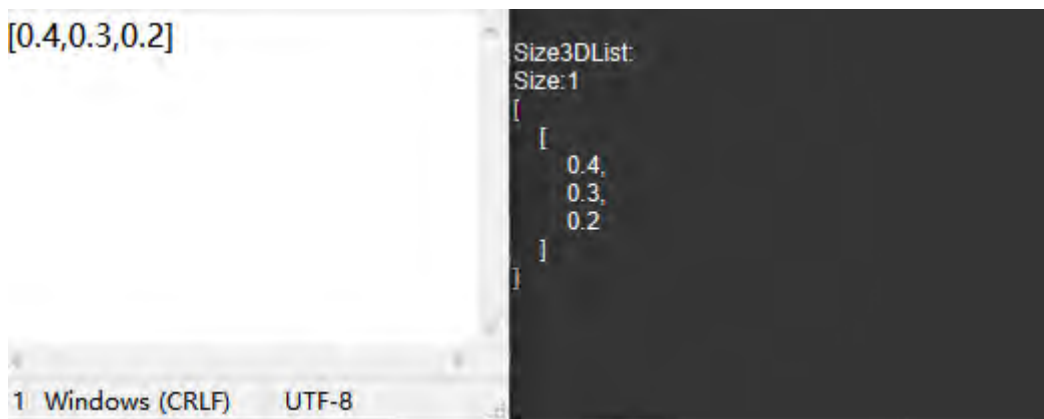 [0.4,0.3,0.2]
1 Windows (CRLF) UTF-8
Size3DList:
Size:1
[
[
0.4,
0.3,
0.2
]
]